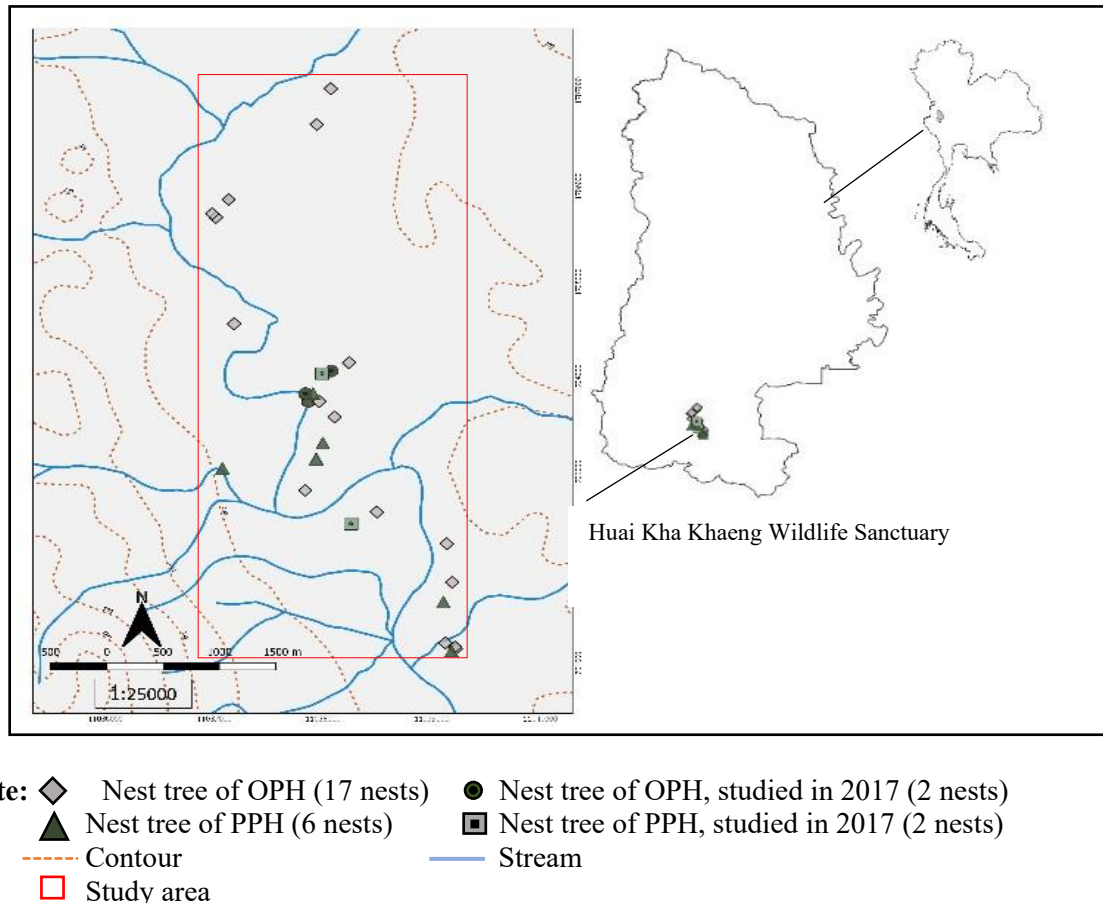 N
500 0 500 1000 1500 m
1:25000
Huai Kha Khaeng Wildlife Sanctuary
te: Nest tree of OPH (17 nests) Nest tree of OPH, studied in 2017 (2 nests)
Nest tree of PPH (6 nests) Nest tree of PPH, studied in 2017 (2 nests)
Contour Stream
Study area